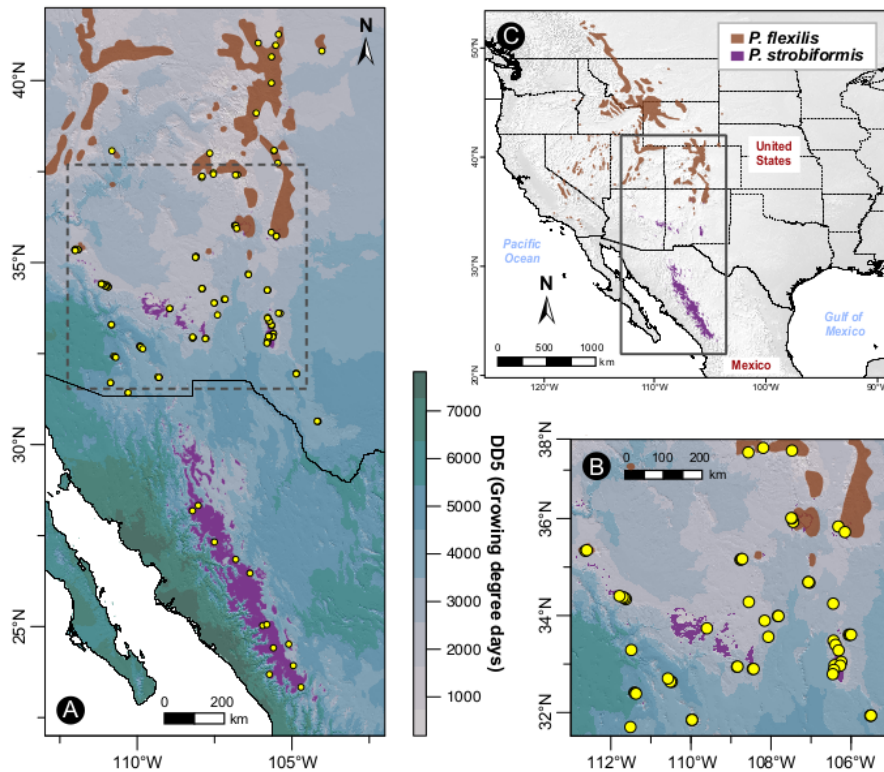 N
40°N
35°N
30°N
25°N
110°W
105°W
0
100
200
km
A
7000
6000
5000
4000
3000
2000
1000
DD5 (Growing degree days)
C
P. flexilis
P. strobiformis
50°N
40°N
30°N
20°N
United
States
Pacific
Ocean
N
Gulf of
Mexico
0
500
1000
km
Mexico
120°W
110°W
100°W
90°W
B
0
100
200
km
38°N
36°N
34°N
32°N
112°W
110°W
108°W
106°W